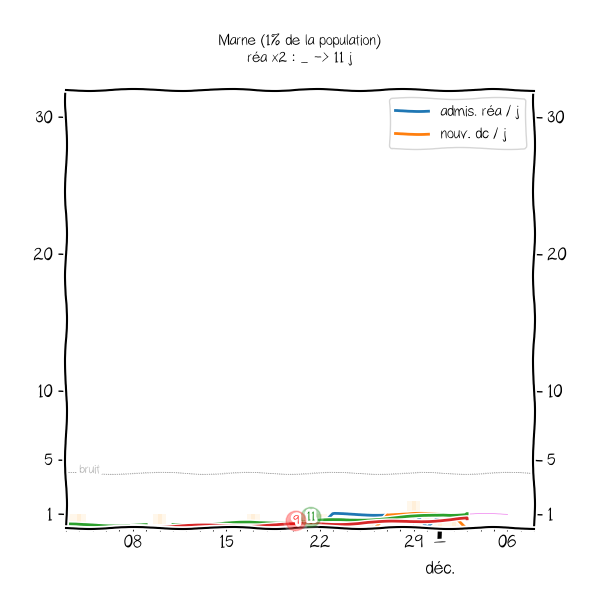 Marne (1% de la population)
réa x2 : _ -> 11 j
admis. réa / j
nouv. dc / j
30 30
20 20
10 10
5 5
bruit
1 1
9 11
08 15 22 29 06
déc.